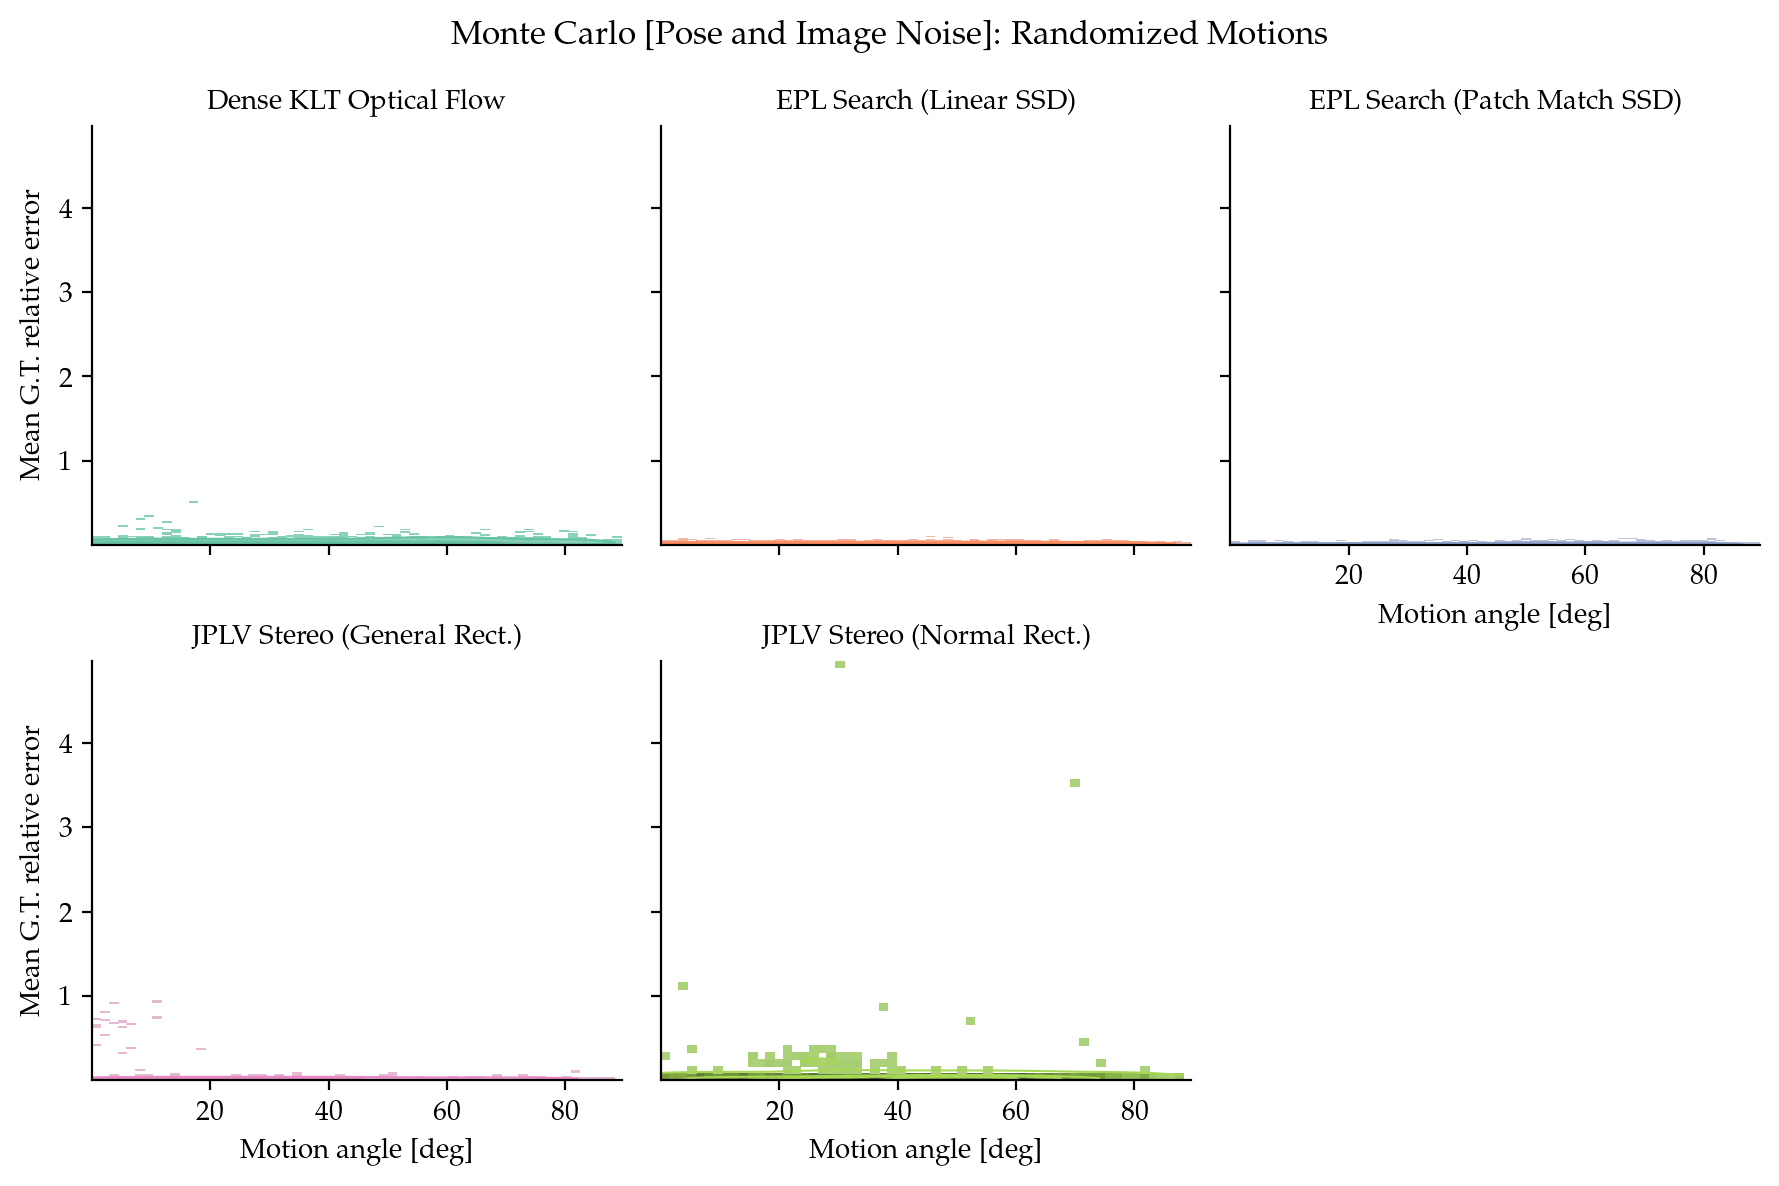 Monte Carlo [Pose and Image Noise]: Randomized Motions
Dense KLT Optical Flow
EPL Search (Linear SSD)
EPL Search (Patch Match SSD)
Mean G.T. relative error
4
3
2
1
20 40 60 80
Motion angle [deg]
JPLV Stereo (General Rect.)
JPLV Stereo (Normal Rect.)
Mean G.T. relative error
4
3
2
1
20 40 60 80
20 40 60 80
Motion angle [deg]
Motion angle [deg]